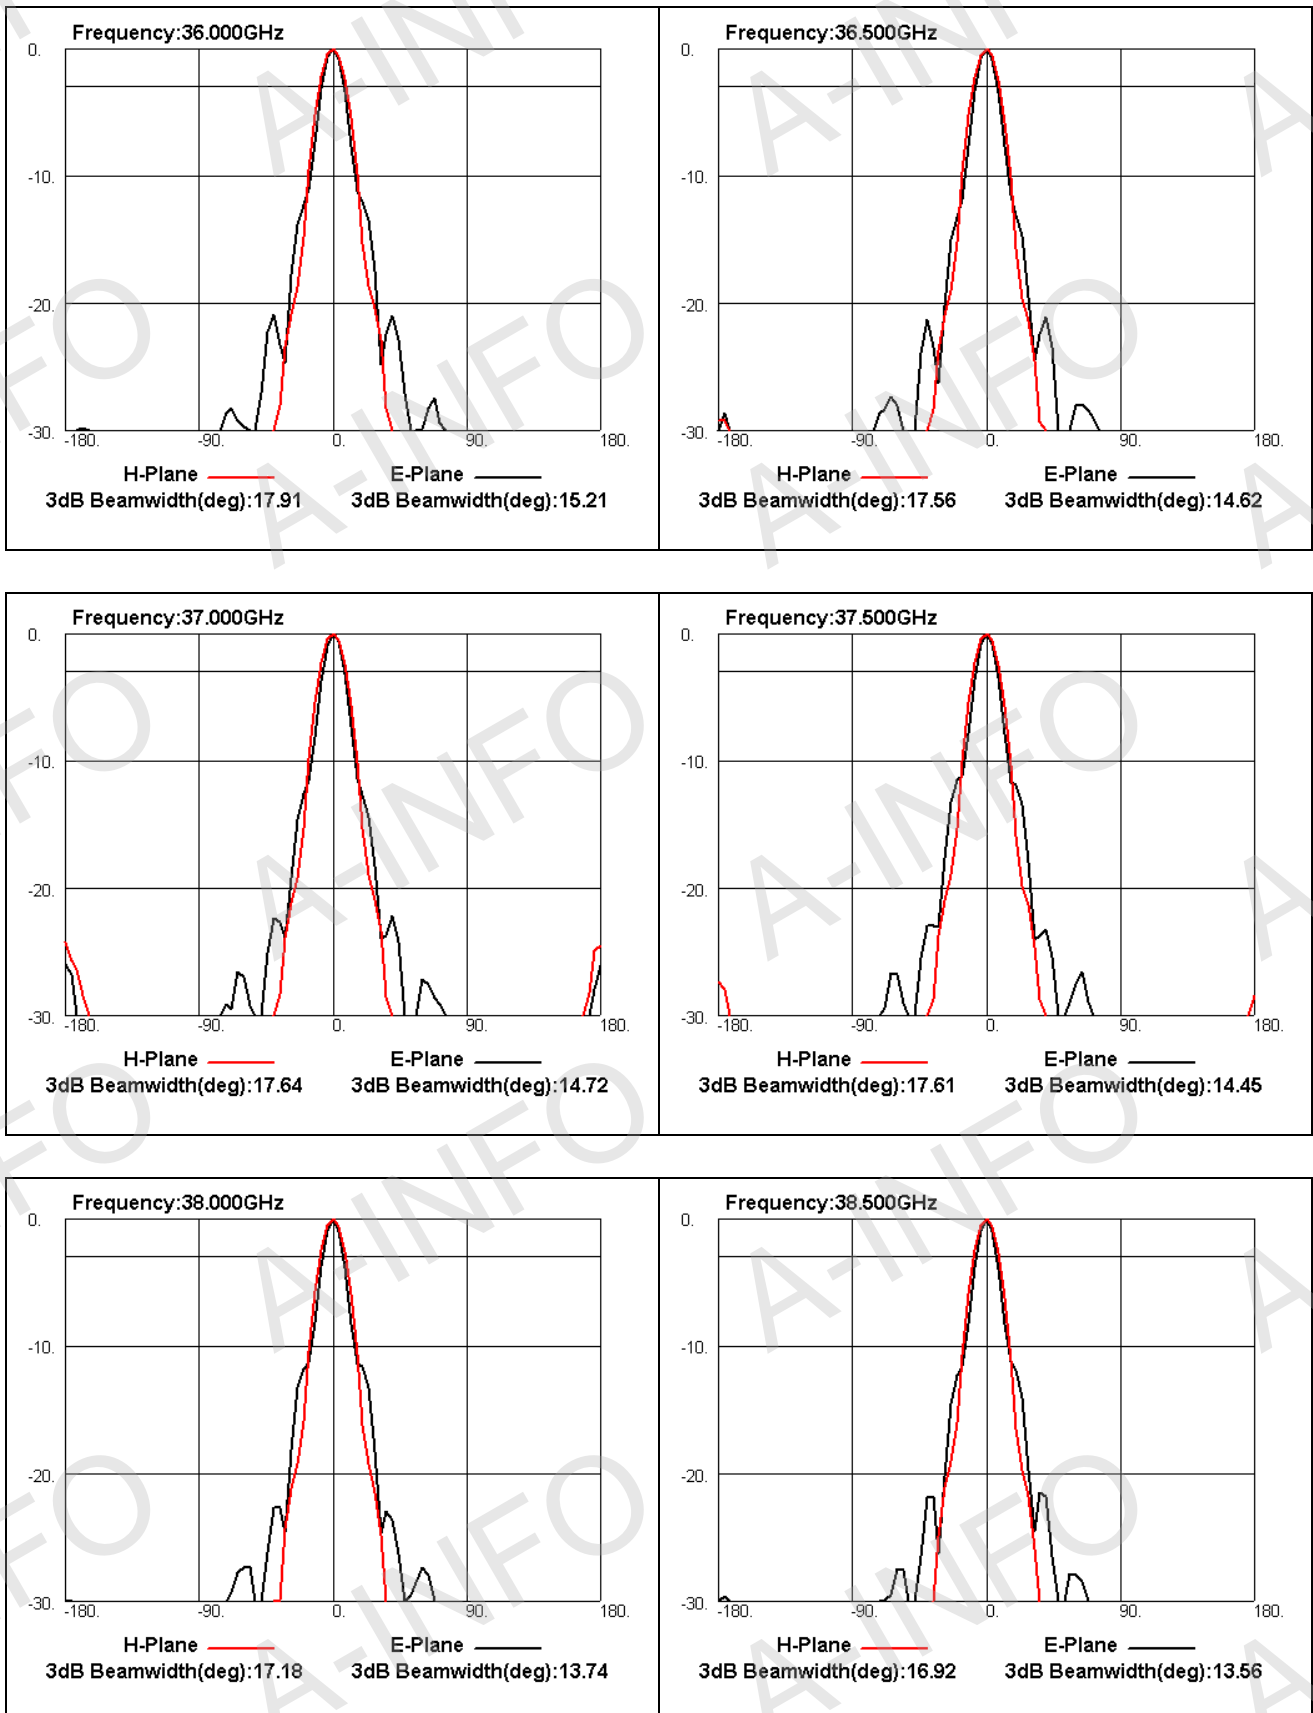 Frequency:36.000GHz
0.
-10.
-20.
-30.
-180. -90. 0. 90. 180.
H-Plane E-Plane
3dB Beamwidth(deg):17.91 3dB Beamwidth(deg):15.21
Frequency:36.500GHz
0.
-10.
-20.
-30.
-180. -90. 0. 90. 180.
H-Plane E-Plane
3dB Beamwidth(deg):17.56 3dB Beamwidth(deg):14.62
Frequency:37.000GHz
0.
-10.
-20.
-30.
-180. -90. 0. 90. 180.
H-Plane E-Plane
3dB Beamwidth(deg):17.64 3dB Beamwidth(deg):14.72
Frequency:37.500GHz
0.
-10.
-20.
-30.
-180. -90. 0. 90. 180.
H-Plane E-Plane
3dB Beamwidth(deg):17.61 3dB Beamwidth(deg):14.45
Frequency:38.000GHz
0.
-10.
-20.
-30.
-180. -90. 0. 90. 180.
H-Plane E-Plane
3dB Beamwidth(deg):17.18 3dB Beamwidth(deg):13.74
Frequency:38.500GHz
0.
-10.
-20.
-30.
-180. -90. 0. 90. 180.
H-Plane E-Plane
3dB Beamwidth(deg):16.92 3dB Beamwidth(deg):13.56
A-INFO
A-INFO
A-INFO
A-INFO
A-INFO
A-INFO
A-INFO
A-INFO